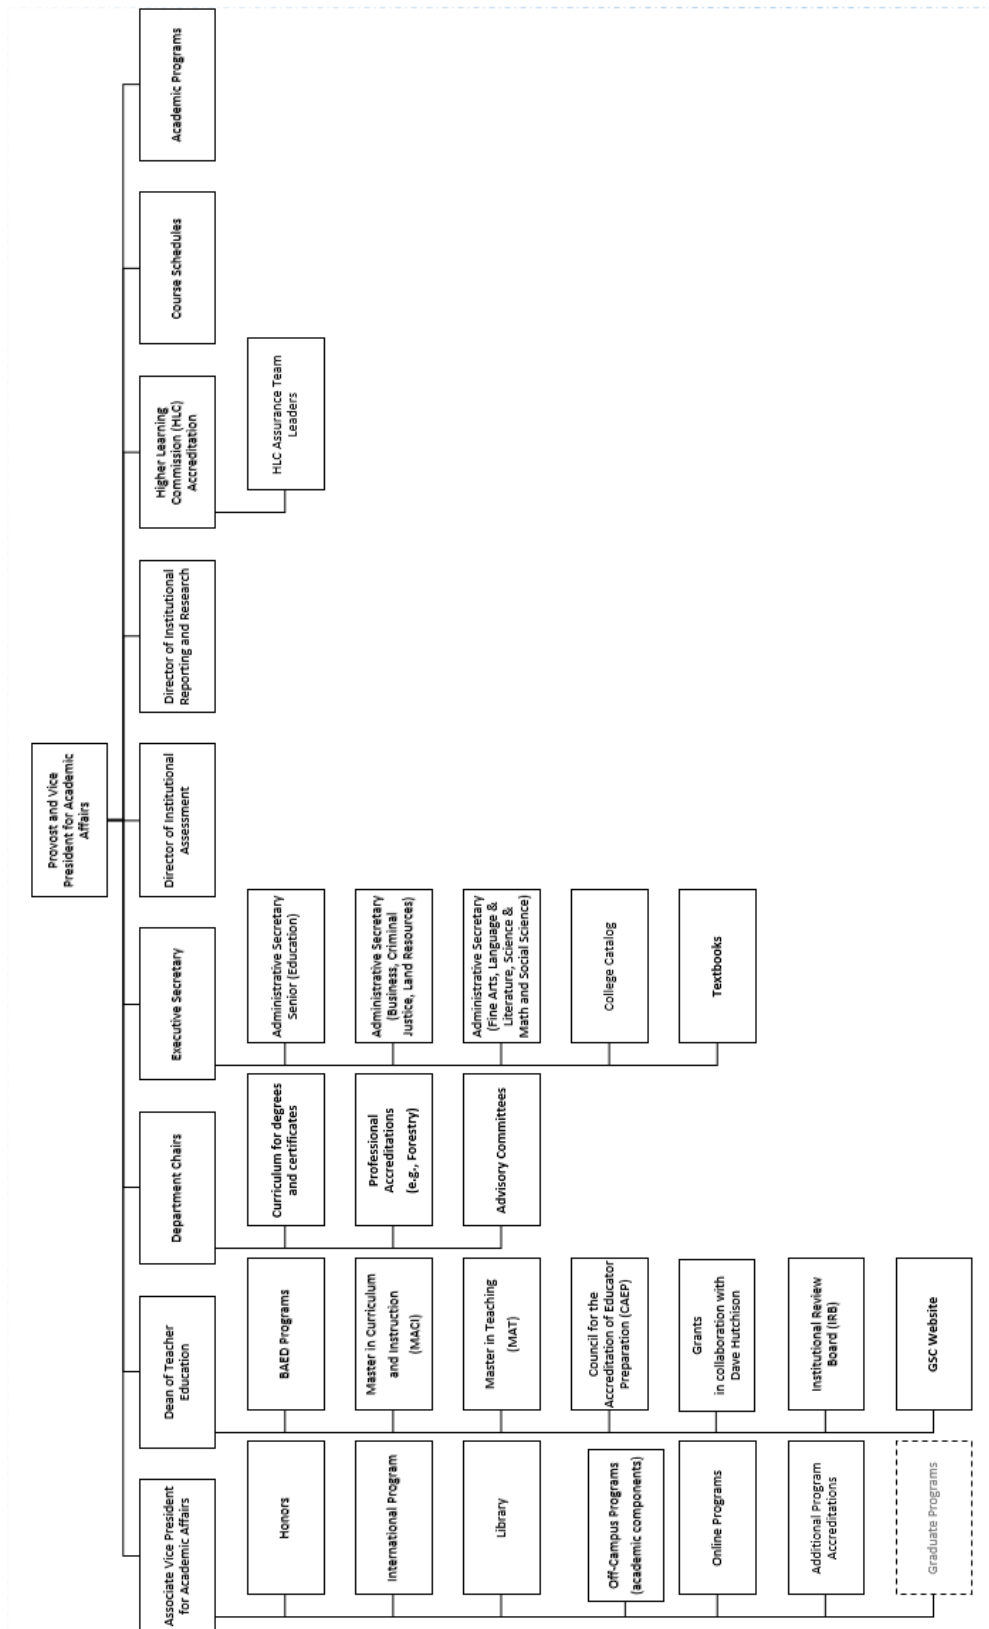 Provost and Vice
President for Academic
Affairs
Associate Vice President
for Academic Affairs
Honors
International Program
Library
Off-Campus Programs
(academic components)
Online Programs
Additional Program
Accreditations
Graduate Programs
Dean of Teacher
Education
BAED Programs
Master in Curriculum
and Instruction
(MACI)
Master in Teaching
(MAT)
Council for the
Accreditation of Educator
Preparation (CAEP)
Grants
in collaboration with
Dave Hutchison
Institutional Review
Board (IRB)
GSC Website
Department Chairs
Curriculum for degrees
and certificates
Professional
Accreditations
(e.g., Forestry)
Advisory Committees
Executive Secretary
Administrative Secretary
Senior (Education)
Administrative Secretary
(Business, Criminal
Justice, Land Resources)
Administrative Secretary
(Fine Arts, Language &
Literature, Science &
Math and Social Science)
College Catalog
Textbooks
Director of Institutional
Assessment
Director of Institutional
Reporting and Research
Higher Learning
Commission (HLC)
Accreditation
HLC Assurance Team
Leaders
Course Schedules
Academic Programs